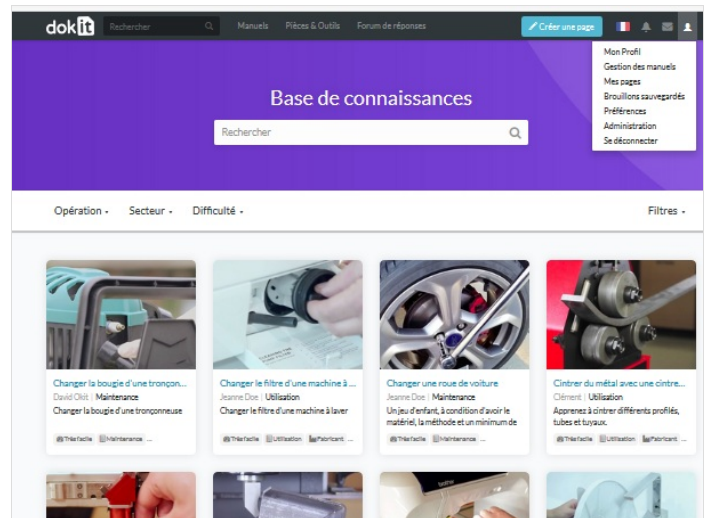 dokit
Rechercher
Manuels Pièces & Outils Forum de réponses
Créer une page
Mon Profil
Gestion des manuels
Mes pages
Brouillons sauvegardés
Préférences
Administration
Se déconnecter
Base de connaissances
Rechercher
Opération Secteur Difficulté Filtres
Changer la bougie d'une tronçon...
David Okit | Maintenance
Changer la bougie d'une tronçonneuse
Très facile Maintenance ...
Changer le filtre d'une machine à ...
Jeanne Doe | Utilisation
Changer le filtre d'une machine à laver
Très facile Utilisation Fabricant ...
Changer une roue de voiture
Jeanne Doe | Maintenance
Un jeu d'enfant, à condition d'avoir le
matériel, la méthode et un minimum de
Très facile Maintenance ...
Cintrer du métal avec une cintre...
Clément | Utilisation
Apprenez à cintrer différents profilés,
tubes et tuyaux.
Très facile Utilisation Fabricant ...
brother